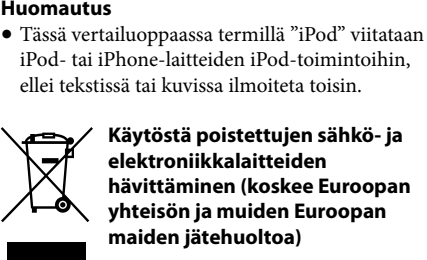 Huomautus
• Tässä vertailuoppaassa termillä ”iPod” viitataan
iPod- tai iPhone-laitteiden iPod-toimintoihin,
ellei tekstissä tai kuvissa ilmoiteta toisin.
Käytöstä poistettujen sähkö- ja
elektroniikkalaitteiden
hävittäminen (koskee Euroopan
yhteisön ja muiden Euroopan
maiden jätehuoltoa)